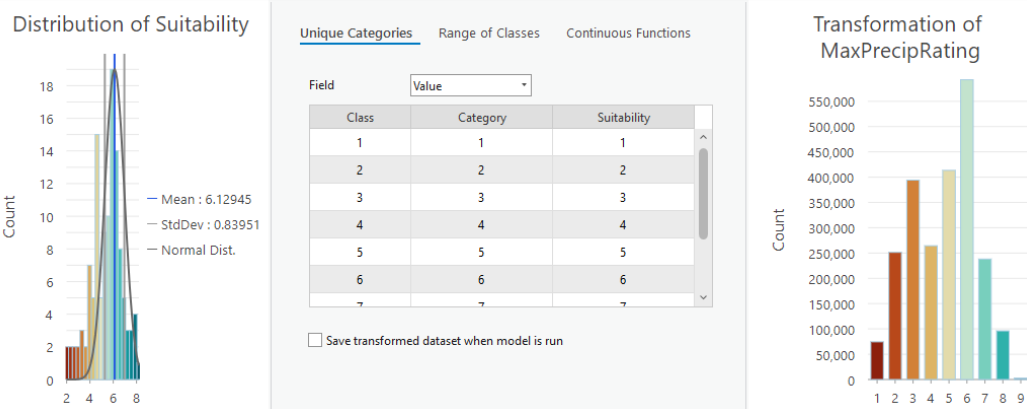 Distribution of Suitability
Count
18
16
14
12
10
8
6
4
2
0
2 4 6 8
Mean : 6.12945
StdDev : 0.83951
Normal Dist.
Unique Categories Range of Classes Continuous Functions
Field Value
Class Category Suitability
1 1 1
2 2 2
3 3 3
4 4 4
5 5 5
6 6 6
7 7 7
Save transformed dataset when model is run
Transformation of
MaxPrecipRating
Count
550,000
500,000
450,000
400,000
350,000
300,000
250,000
200,000
150,000
100,000
50,000
0
1 2 3 4 5 6 7 8 9